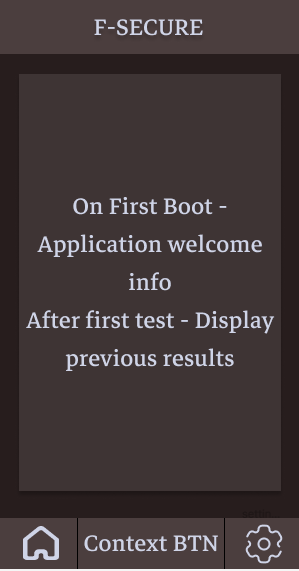 F-SECURE
On First Boot -
Application welcome
info
After first test - Display
previous results
Context BTN